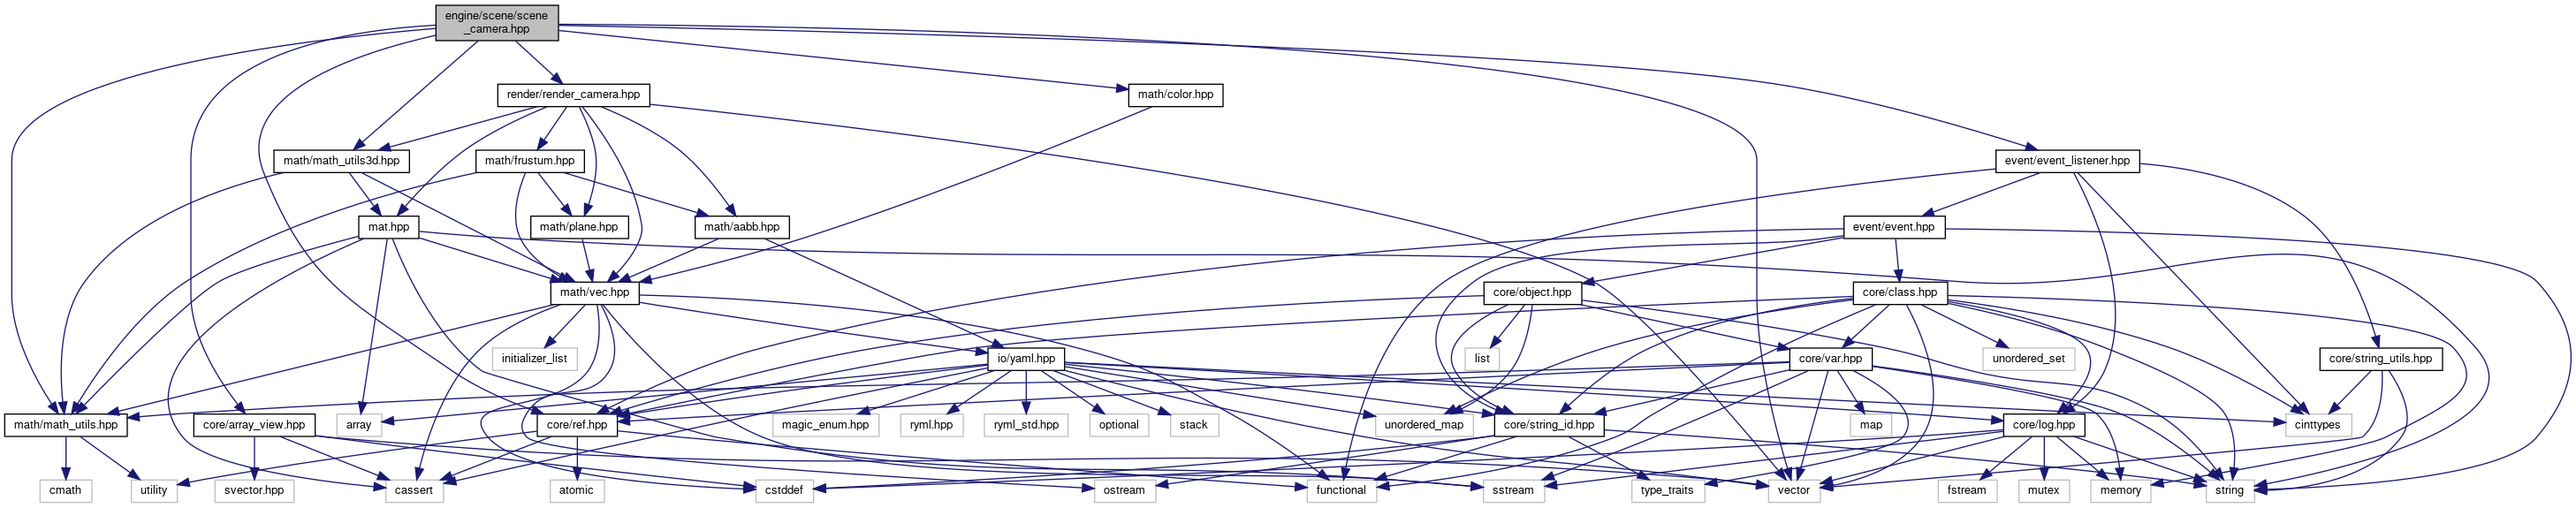 engine/scene/scene
_camera.hpp
render/render_camera.hpp
math/color.hpp
math/math_utils3d.hpp
math/frustum.hpp
event/event_listener.hpp
mat.hpp
math/plane.hpp
math/aabb.hpp
event/event.hpp
math/vec.hpp
core/object.hpp
core/class.hpp
initializer_list
io/yaml.hpp
list
core/var.hpp
unordered_set
core/string_utils.hpp
math/math_utils.hpp
core/array_view.hpp
array
core/ref.hpp
magic_enum.hpp
ryml.hpp
ryml_std.hpp
optional
stack
unordered_map
core/string_id.hpp
map
core/log.hpp
cinttypes
cmath
utility
svector.hpp
cassert
ostream
atomic
functional
cstddef
sstream
type_traits
vector
fstream
mutex
memory
string